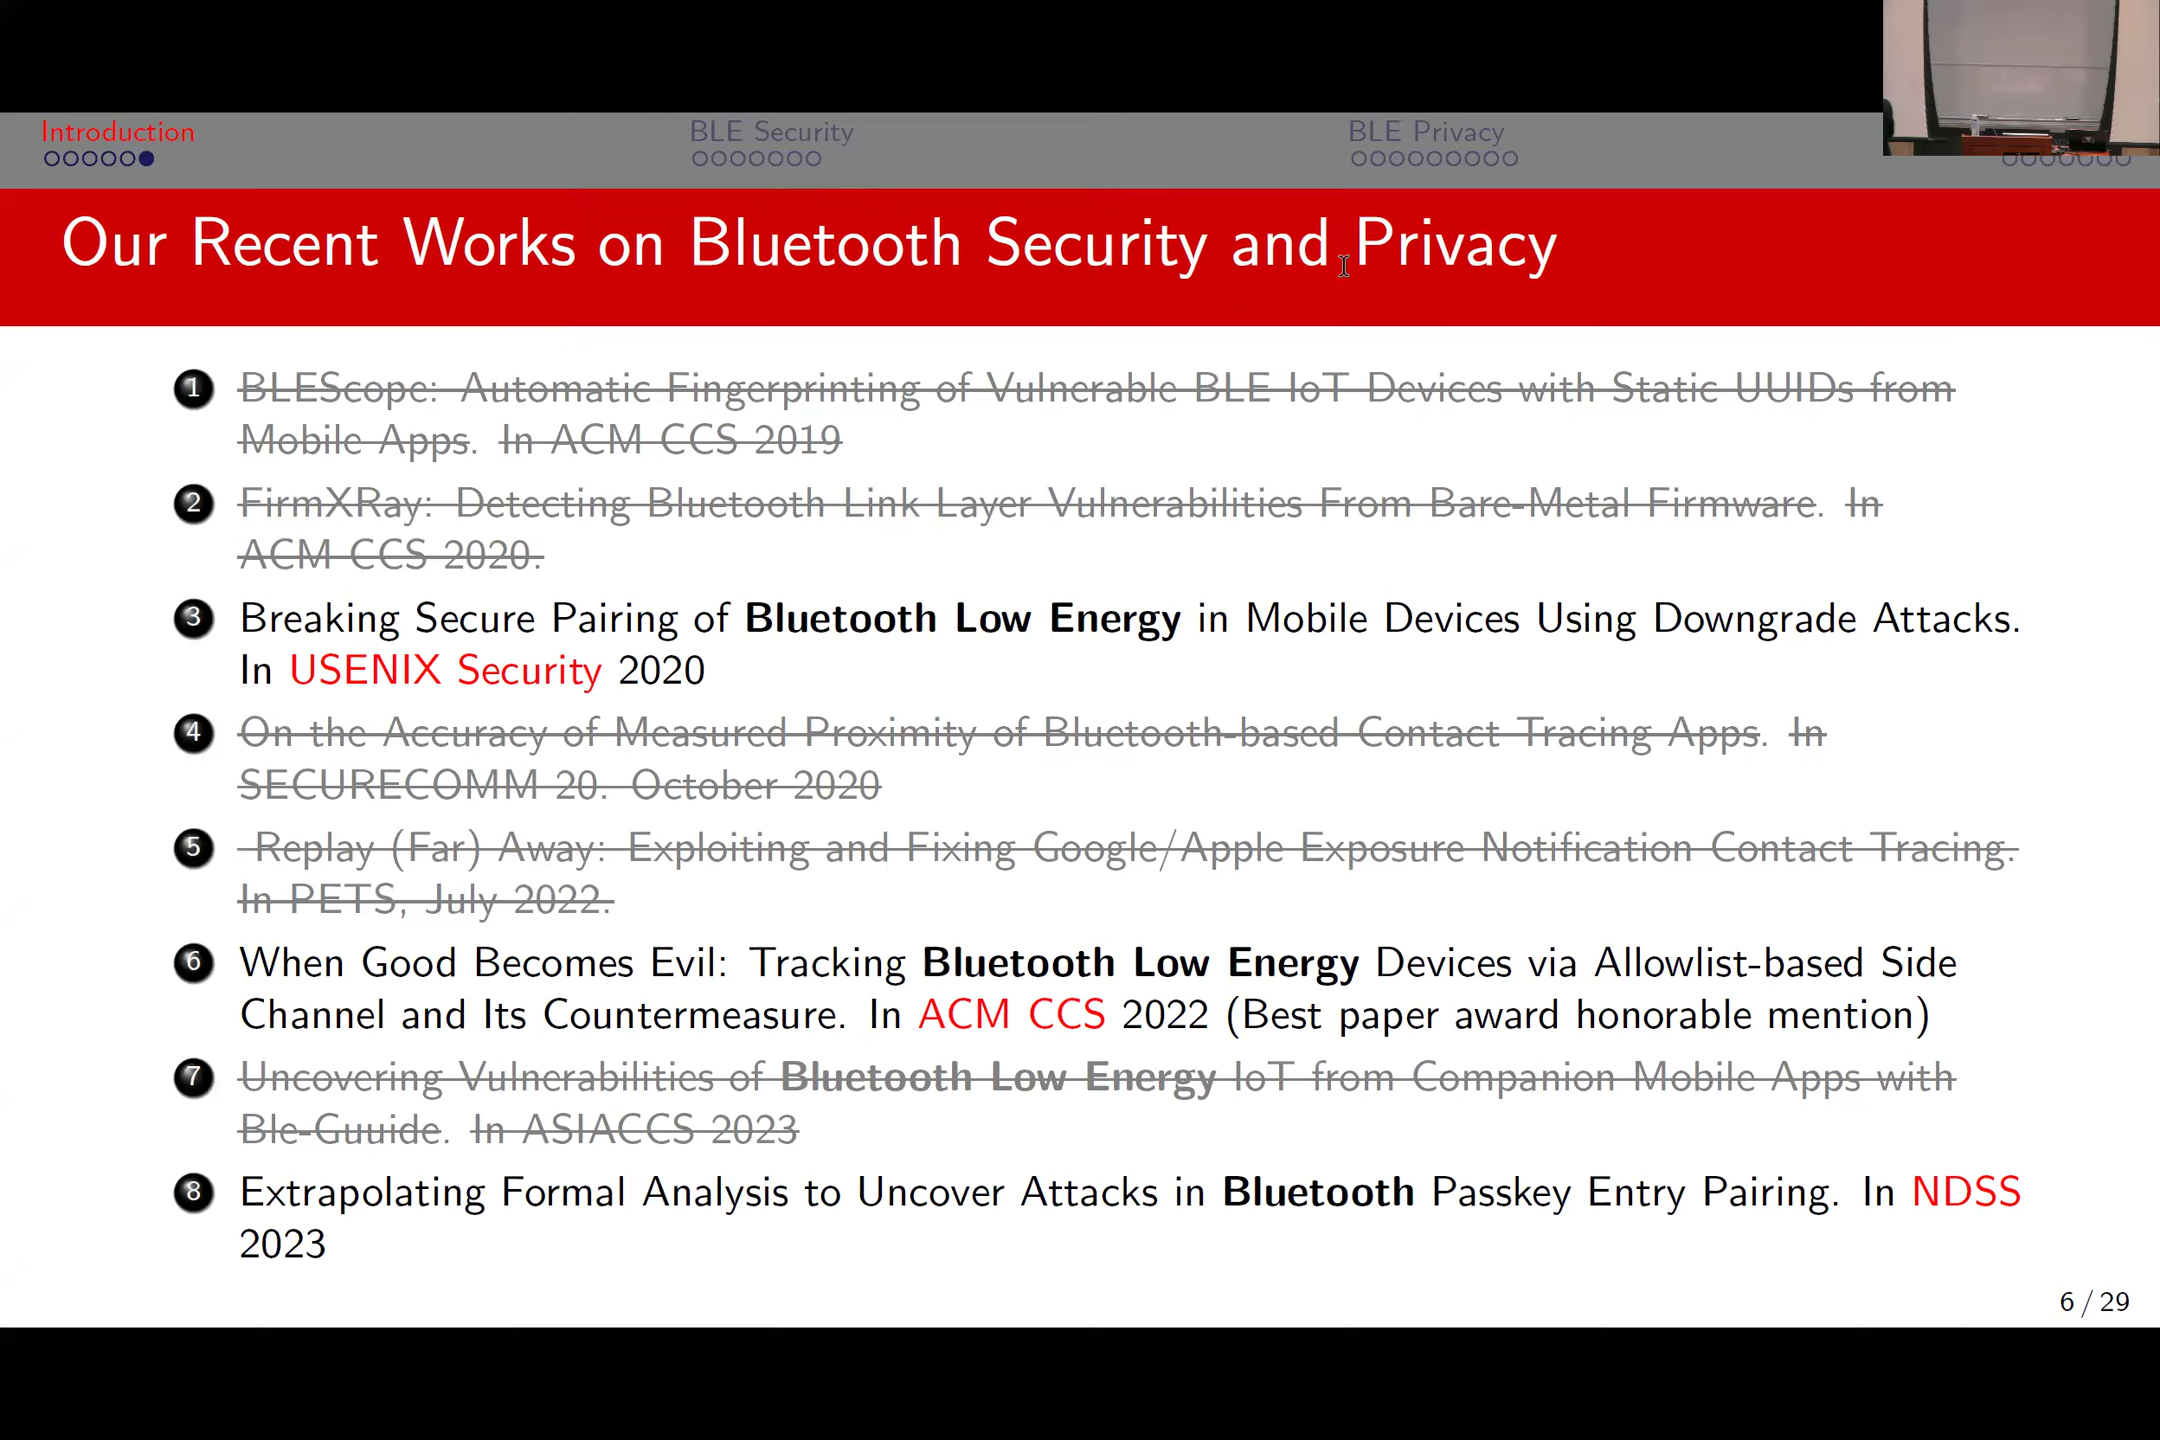 Introduction
BLE Security
BLE Privacy
Our Recent Works on Bluetooth Security and Privacy
1 BLEScope: Automatic Fingerprinting of Vulnerable BLE IoT Devices with Static UUIDs from
Mobile Apps. In ACM CCS 2019
2 FirmXRay: Detecting Bluetooth Link Layer Vulnerabilities From Bare-Metal Firmware. In
ACM CCS 2020.
3 Breaking Secure Pairing of Bluetooth Low Energy in Mobile Devices Using Downgrade Attacks.
In USENIX Security 2020
4 On the Accuracy of Measured Proximity of Bluetooth-based Contact Tracing Apps. In
SECURECOMM 20. October 2020
5 Replay (Far) Away: Exploiting and Fixing Google/Apple Exposure Notification Contact Tracing.
In PETS, July 2022.
6 When Good Becomes Evil: Tracking Bluetooth Low Energy Devices via Allowlist-based Side
Channel and Its Countermeasure. In ACM CCS 2022 (Best paper award honorable mention)
7 Uncovering Vulnerabilities of Bluetooth Low Energy IoT from Companion Mobile Apps with
Ble-Guuide. In ASIACCS 2023
8 Extrapolating Formal Analysis to Uncover Attacks in Bluetooth Passkey Entry Pairing. In NDSS
2023
6 / 29